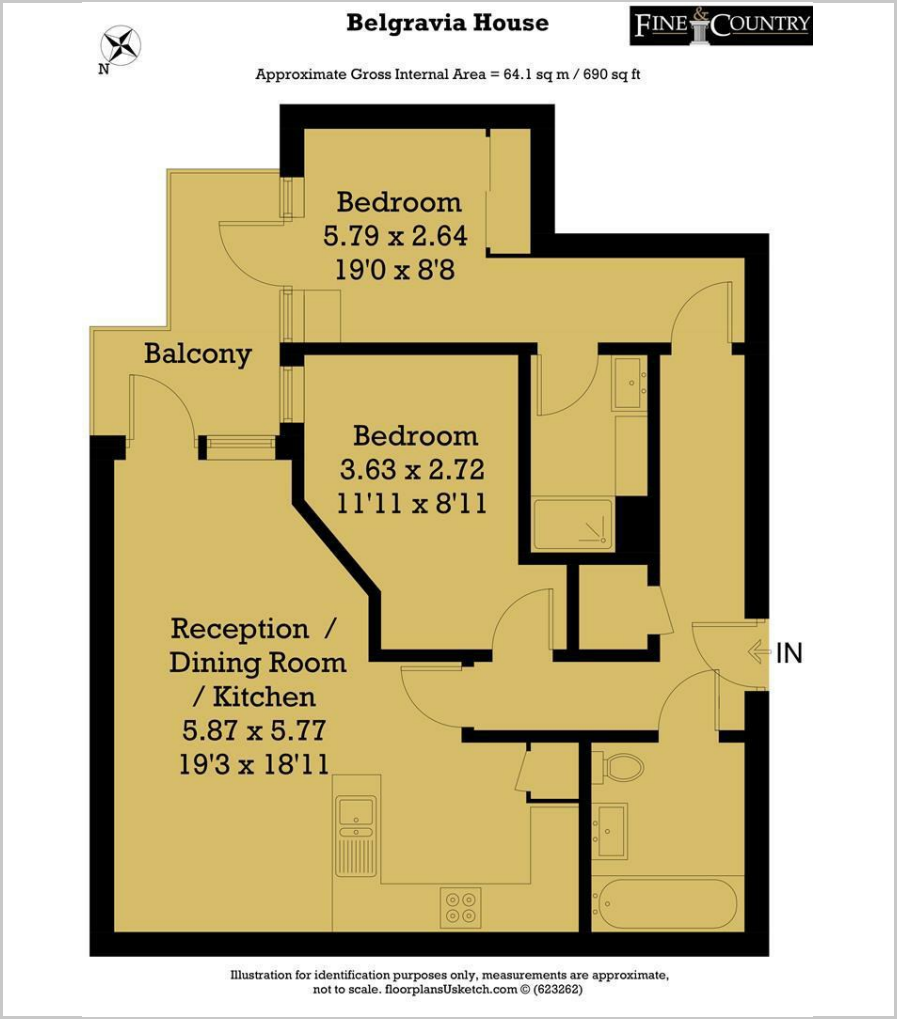 Belgravia House
FINE & COUNTRY
N
Approximate Gross Internal Area = 64.1 sq m / 690 sq ft
Bedroom
5.79 x 2.64
19'0 x 8'8
Balcony
Bedroom
3.63 x 2.72
11'11 x 8'11
Reception /
Dining Room
/ Kitchen
5.87 x 5.77
19'3 x 18'11
IN
Illustration for identification purposes only, measurements are approximate,
not to scale. floorplansUsketch.com © (623262)